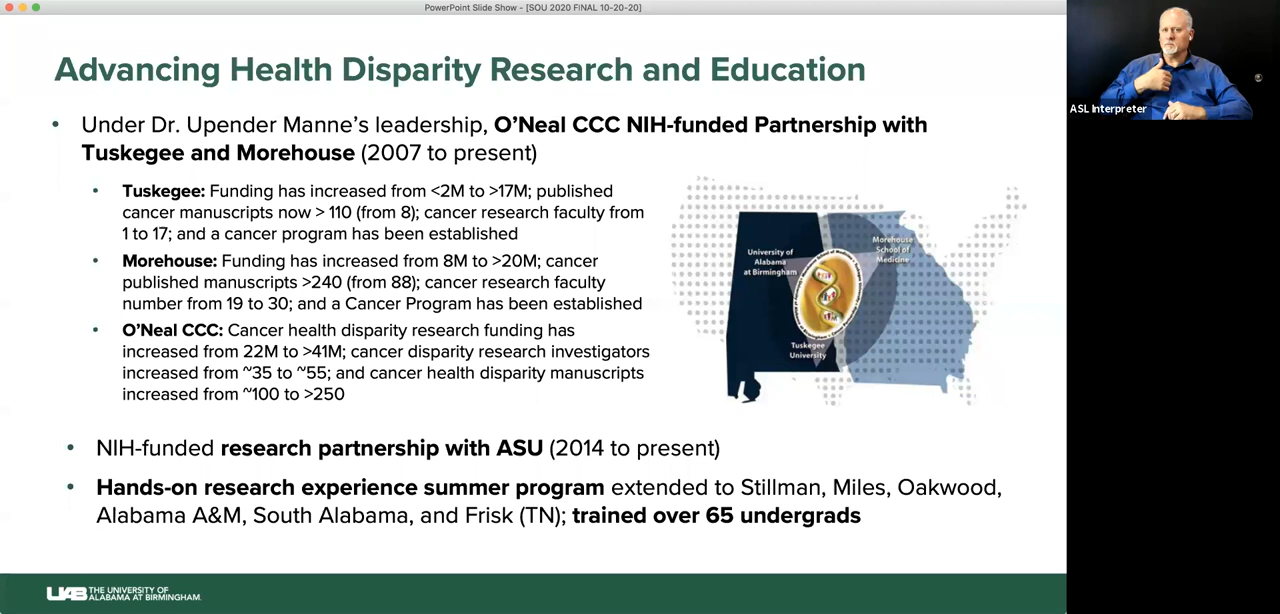 PowerPoint Slide Show - [SOU 2020 FINAL 10-20-20]
Advancing Health Disparity Research and Education
• Under Dr. Upender Manne’s leadership, O’Neal CCC NIH-funded Partnership with
Tuskegee and Morehouse (2007 to present)
• Tuskegee: Funding has increased from <2M to >17M; published
cancer manuscripts now > 110 (from 8); cancer research faculty from
1 to 17; and a cancer program has been established
• Morehouse: Funding has increased from 8M to >20M; cancer
published manuscripts >240 (from 88); cancer research faculty
number from 19 to 30; and a Cancer Program has been established
• O’Neal CCC: Cancer health disparity research funding has
increased from 22M to >41M; cancer disparity research investigators
increased from ~35 to ~55; and cancer health disparity manuscripts
increased from ~100 to >250
University of
Alabama
at Birmingham
Morehouse
School of
Medicine
Tuskegee
University
• NIH-funded research partnership with ASU (2014 to present)
• Hands-on research experience summer program extended to Stillman, Miles, Oakwood,
Alabama A&M, South Alabama, and Frisk (TN); trained over 65 undergrads
UAB THE UNIVERSITY OF
ALABAMA AT BIRMINGHAM.
ASL Interpreter